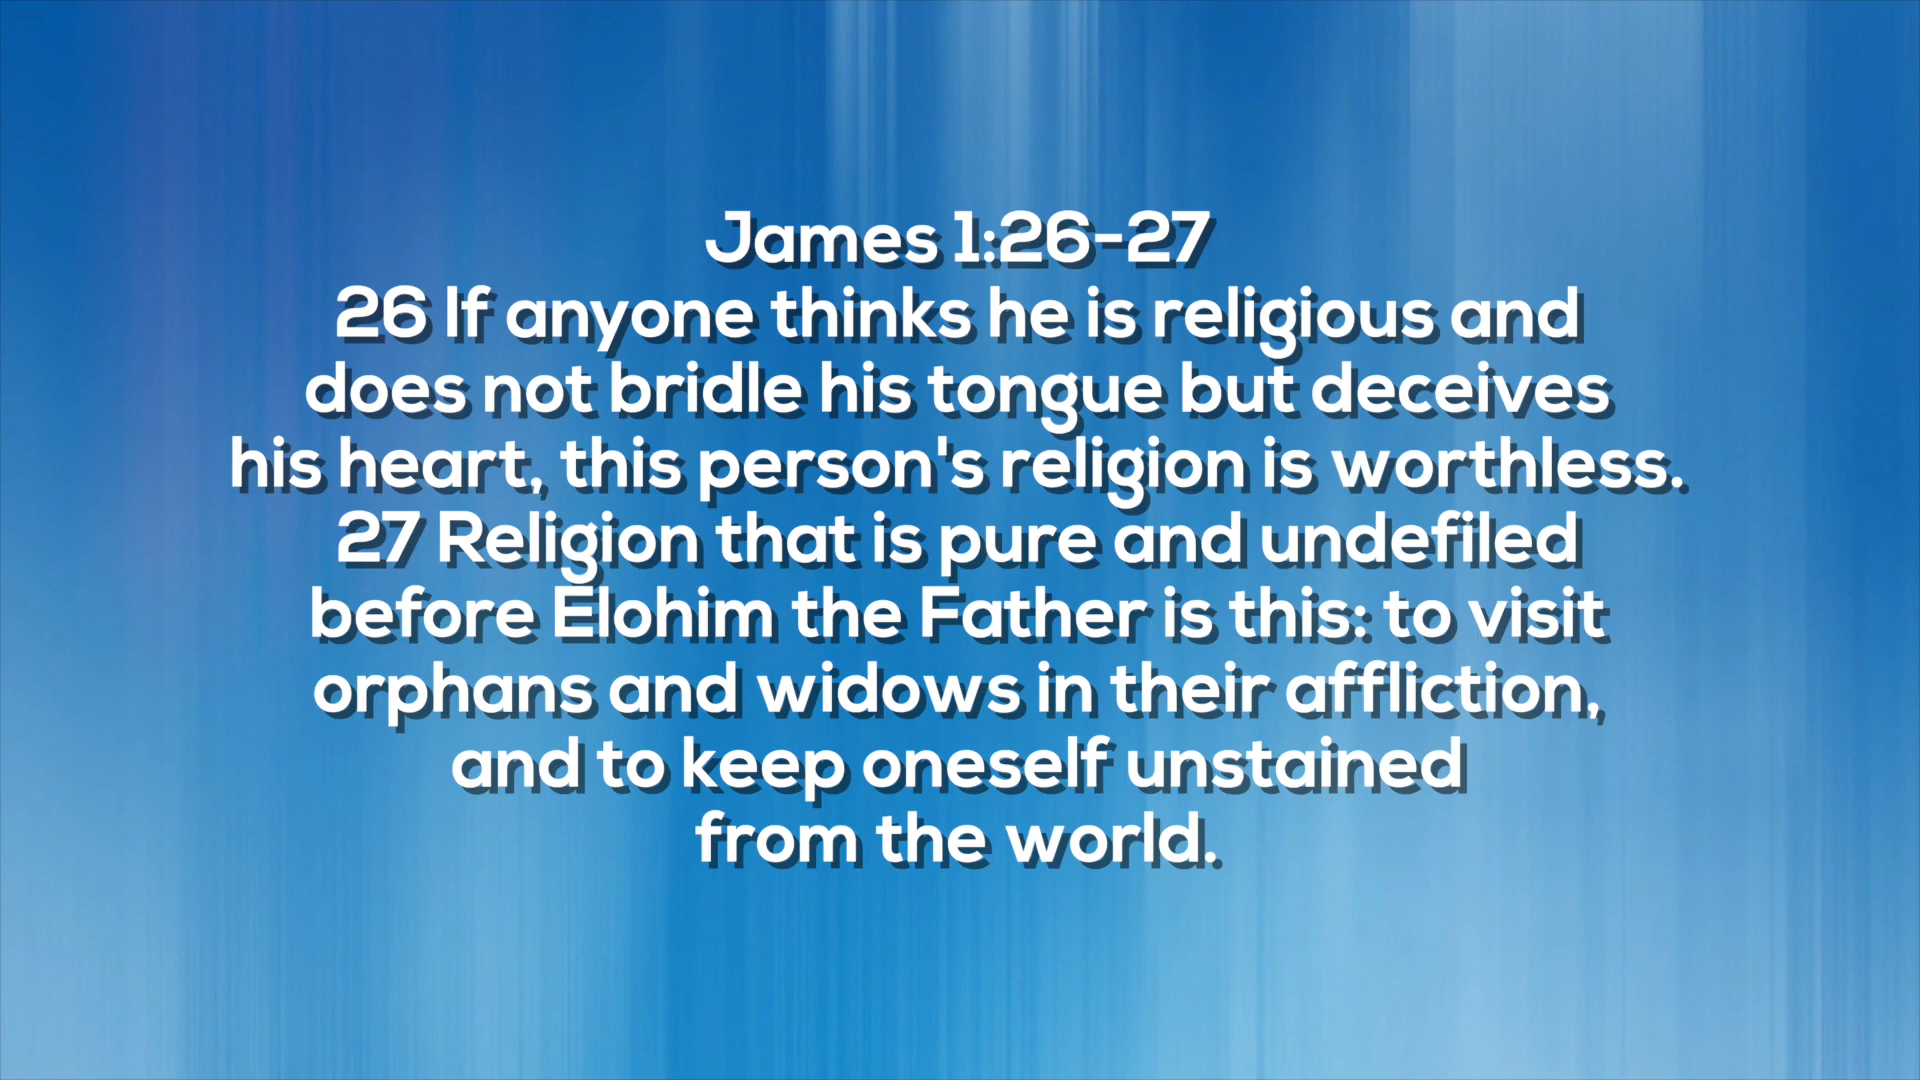 James 1:26-27
26 If anyone thinks he is religious and
does not bridle his tongue but deceives
his heart, this person's religion is worthless.
27 Religion that is pure and undefiled
before Elohim the Father is this: to visit
orphans and widows in their affliction,
and to keep oneself unstained
from the world.